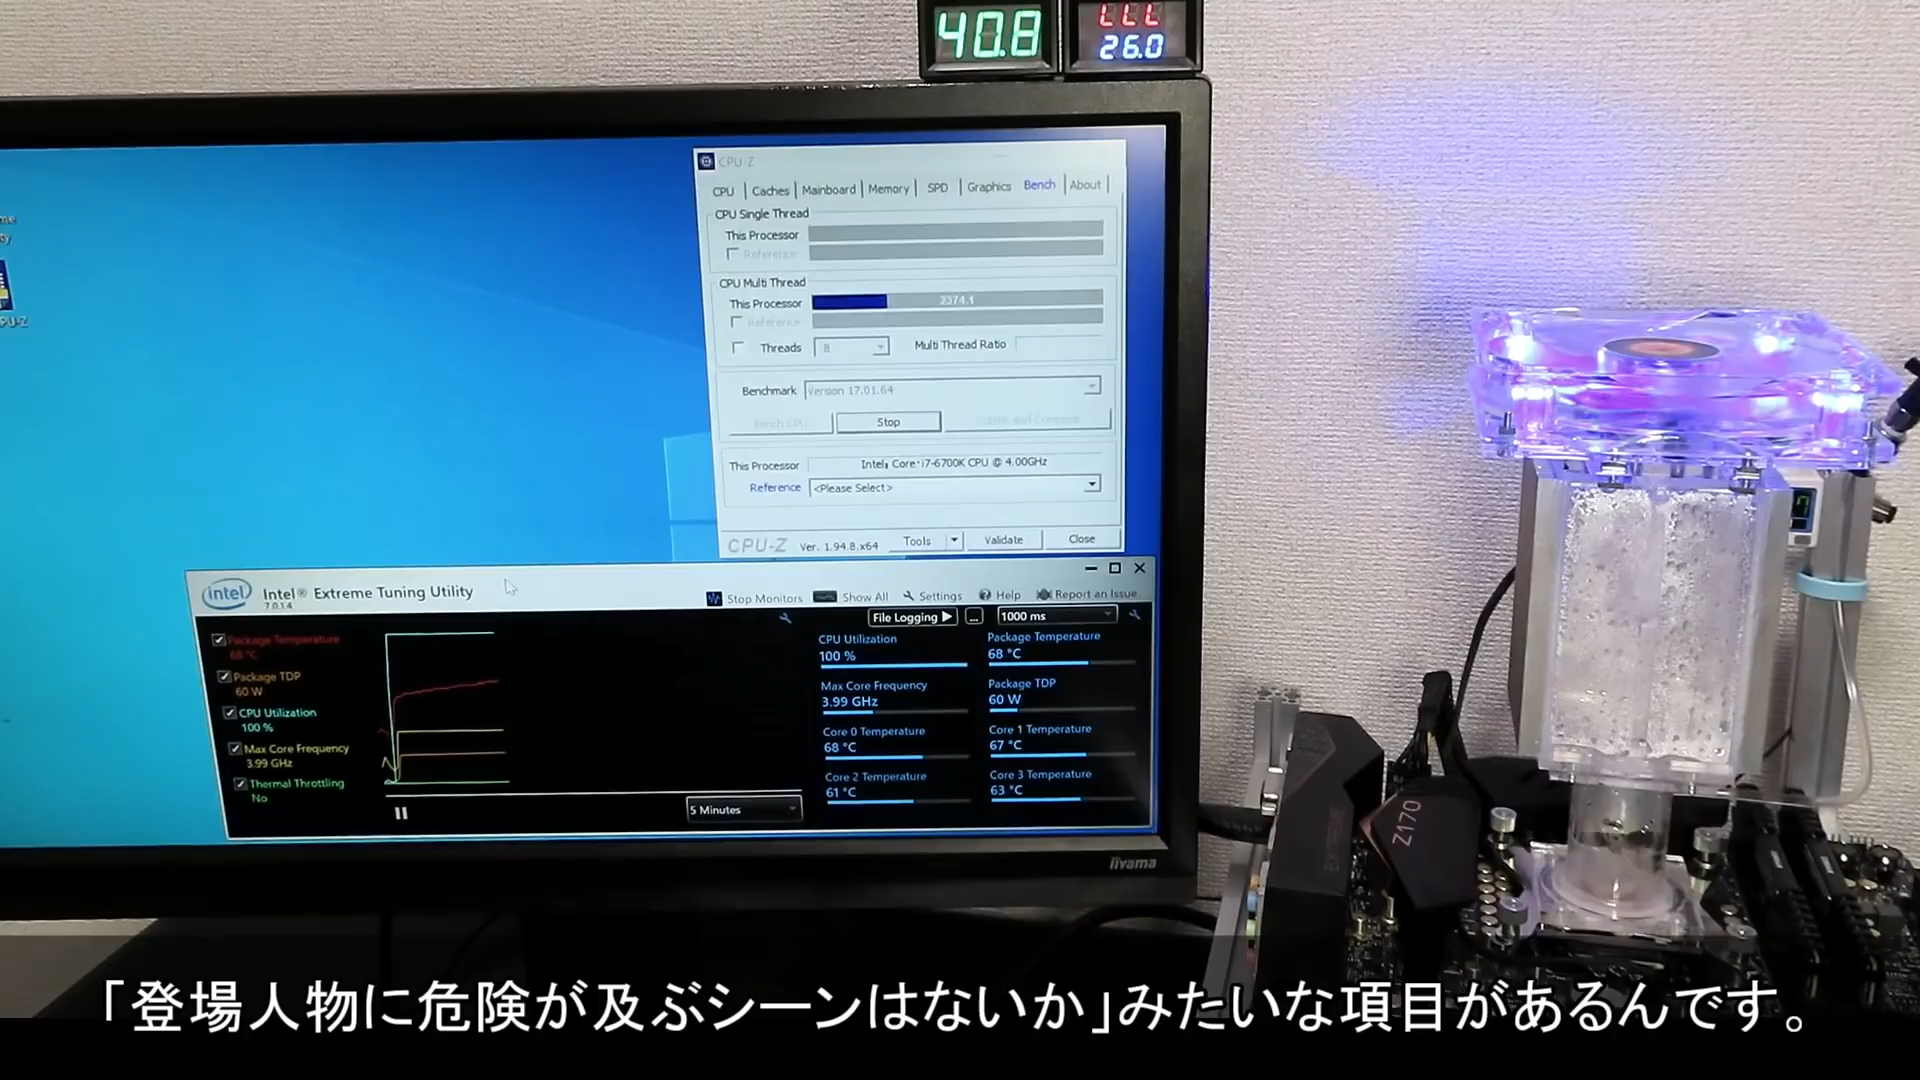 40.8
26.0
CPU-Z
CPU Caches Mainboard Memory SPD Graphics Bench About
CPU Single Thread
This Processor
Reference
CPU Multi Thread
This Processor 2374.1
Reference
Threads 8 Multi Thread Ratio
Benchmark Version 17.01.64
Bench CPU Stop
This Processor Intel® Core™ i7-6700K CPU @ 4.00GHz
Reference <Please Select>
CPU-Z Ver. 1.94.8.x64 Tools Validate Close
PU-Z
intel Intel® Extreme Tuning Utility
7.0.1.4
Stop Monitors Show All Settings Help Report an Issue
File Logging ... 1000 ms
Package Temperature
68 °C
Package TDP
60 W
CPU Utilization
100 %
Max Core Frequency
3.99 GHz
Thermal Throttling
No
5 Minutes
CPU Utilization Package Temperature
100 % 68 °C
Max Core Frequency Package TDP
3.99 GHz 60 W
Core 0 Temperature Core 1 Temperature
68 °C 67 °C
Core 2 Temperature Core 3 Temperature
61 °C 63 °C
iiyama
Z170
「登場人物に危険が及ぶシーンはないか」みたいな項目があるんです。